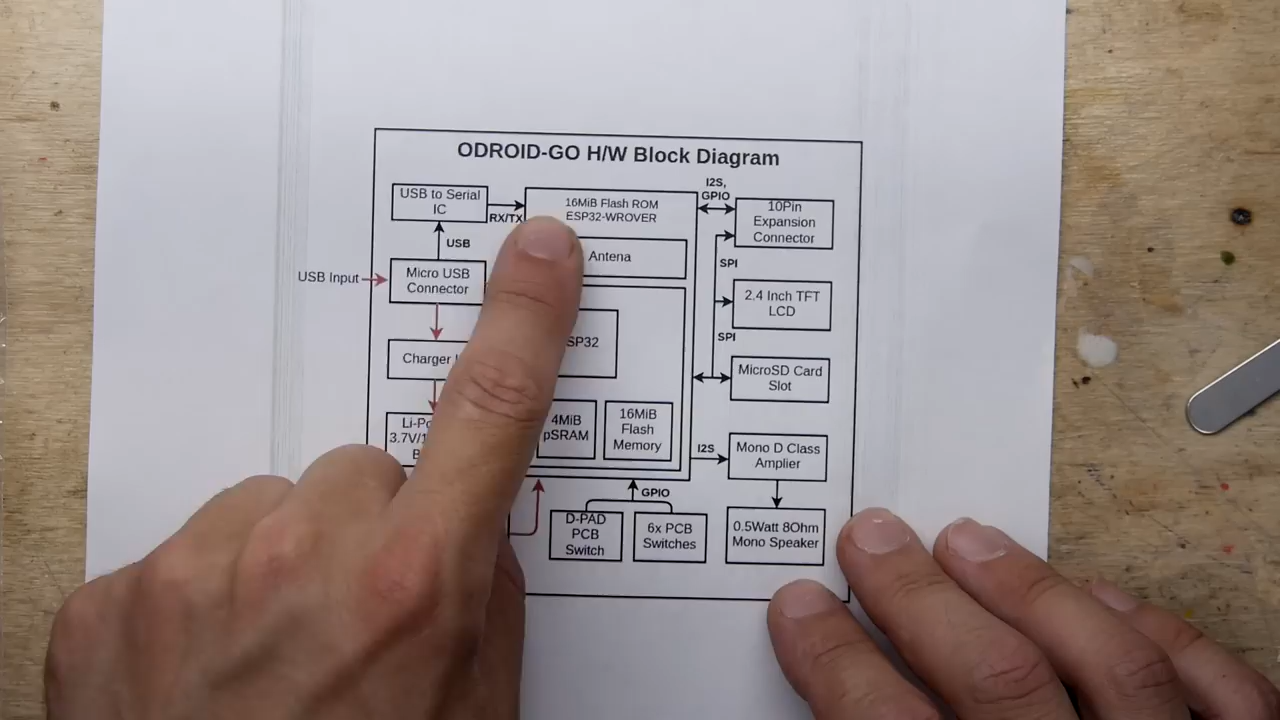 ODROID-GO H/W Block Diagram
USB to Serial
IC
RX/TX
16MiB Flash ROM
ESP32-WROVER
I2S,
GPIO
10Pin
Expansion
Connector
USB
Antena
SPI
USB Input
Micro USB
Connector
2.4 Inch TFT
LCD
SPI
Charger
SP32
MicroSD Card
Slot
3.7V/1
4MiB
pSRAM
16MiB
Flash
Memory
I2S
Mono D Class
Amplier
GPIO
D-PAD
PCB
Switch
6x PCB
Switches
0.5Watt 8Ohm
Mono Speaker